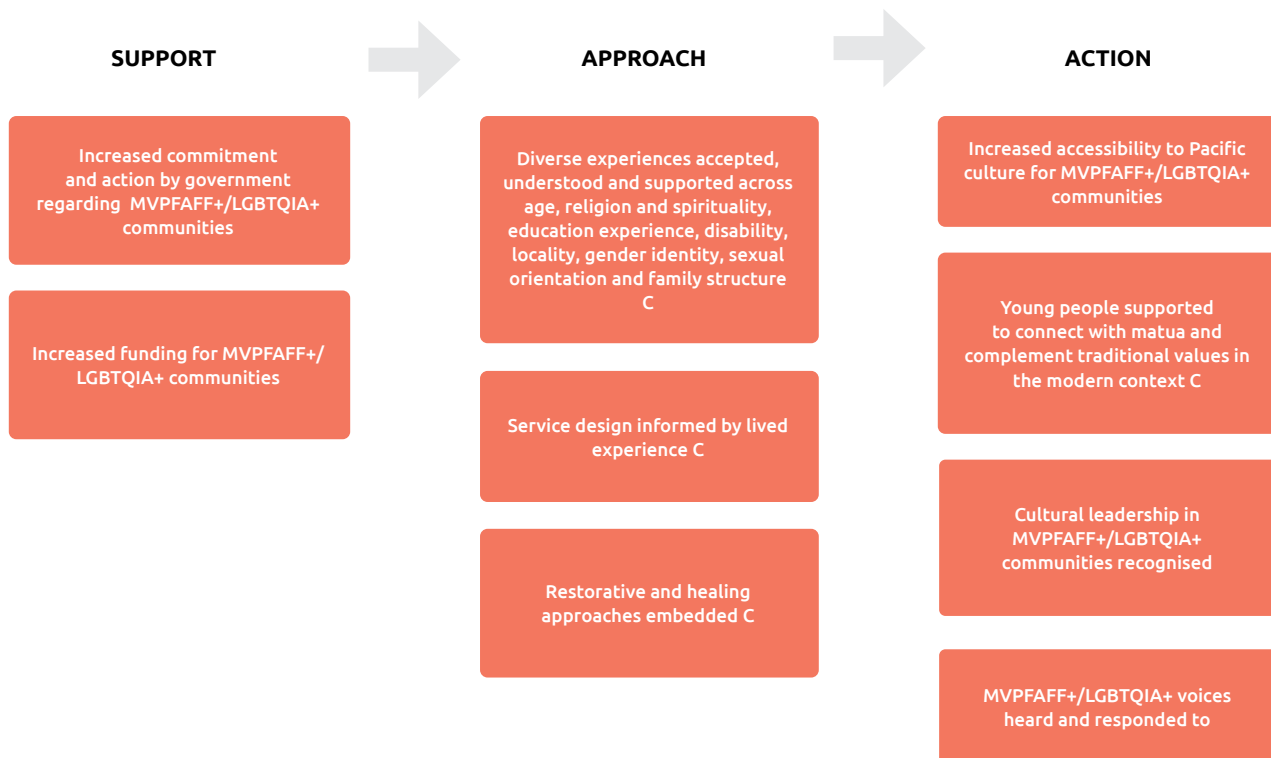 SUPPORT
Increased commitment
and action by government
regarding MVPFAFF+/LGBTQIA+
communities
Increased funding for MVPFAFF+/
LGBTQIA+ communities
APPROACH
Diverse experiences accepted,
understood and supported across
age, religion and spirituality,
education experience, disability,
locality, gender identity, sexual
orientation and family structure
C
Service design informed by lived
experience C
Restorative and healing
approaches embedded C
ACTION
Increased accessibility to Pacific
culture for MVPFAFF+/LGBTQIA+
communities
Young people supported
to connect with matua and
complement traditional values in
the modern context C
Cultural leadership in
MVPFAFF+/LGBTQIA+
communities recognised
MVPFAFF+/LGBTQIA+ voices
heard and responded to